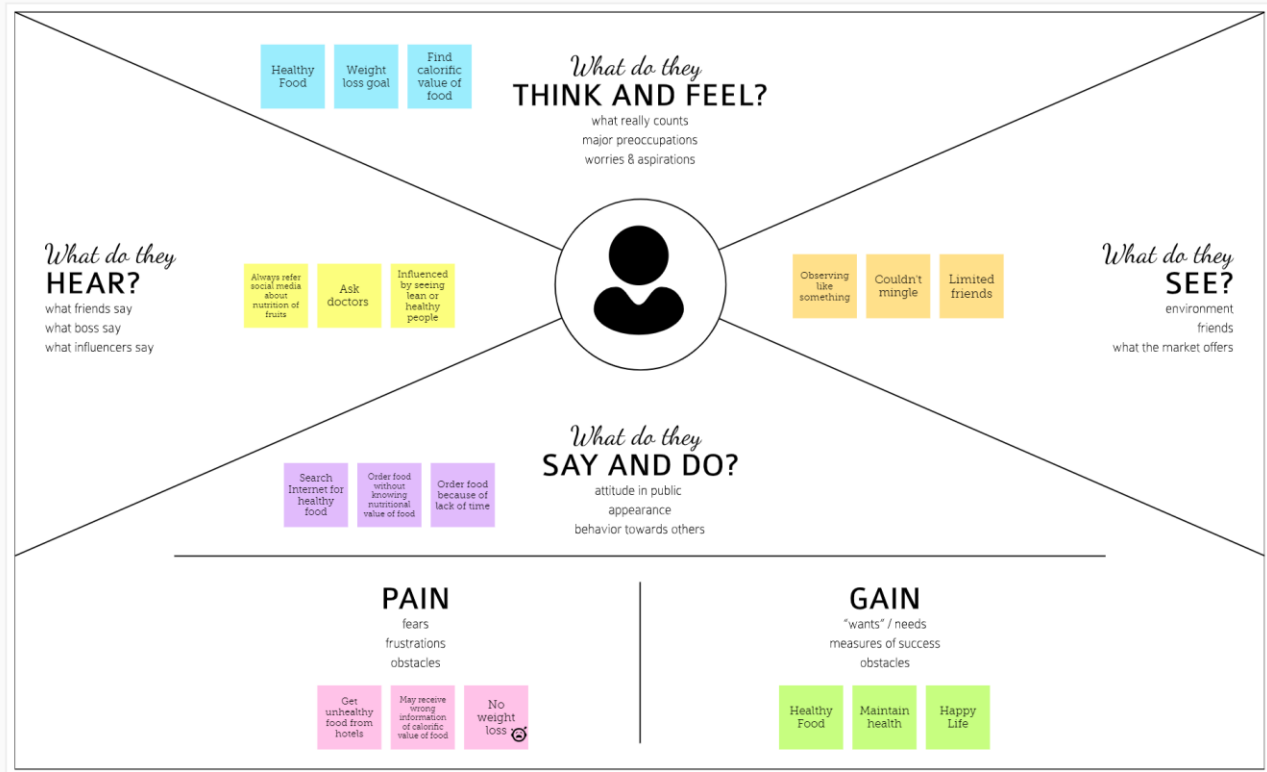 Healthy
Food
Weight
loss goal
Find
calorific
value of
food
What do they
THINK AND FEEL?
what really counts
major preoccupations
worries & aspirations
What do they
HEAR?
what friends say
what boss say
what influencers say
Always refer
social media
about
nutrition of
fruits
Ask
doctors
Influenced
by seeing
lean or
healthy
people
Observing
like
something
Couldn't
mingle
Limited
friends
What do they
SEE?
environment
friends
what the market offers
What do they
SAY AND DO?
attitude in public
appearance
behavior towards others
Search
Internet for
healthy
food
Order food
without
knowing
nutritional
value of food
Order food
because of
lack of time
PAIN
fears
frustrations
obstacles
Get
unhealthy
food from
hotels
May receive
wrong
information
of calorific
value of food
No
weight
loss
GAIN
“wants” / needs
measures of success
obstacles
Healthy
Food
Maintain
health
Happy
Life